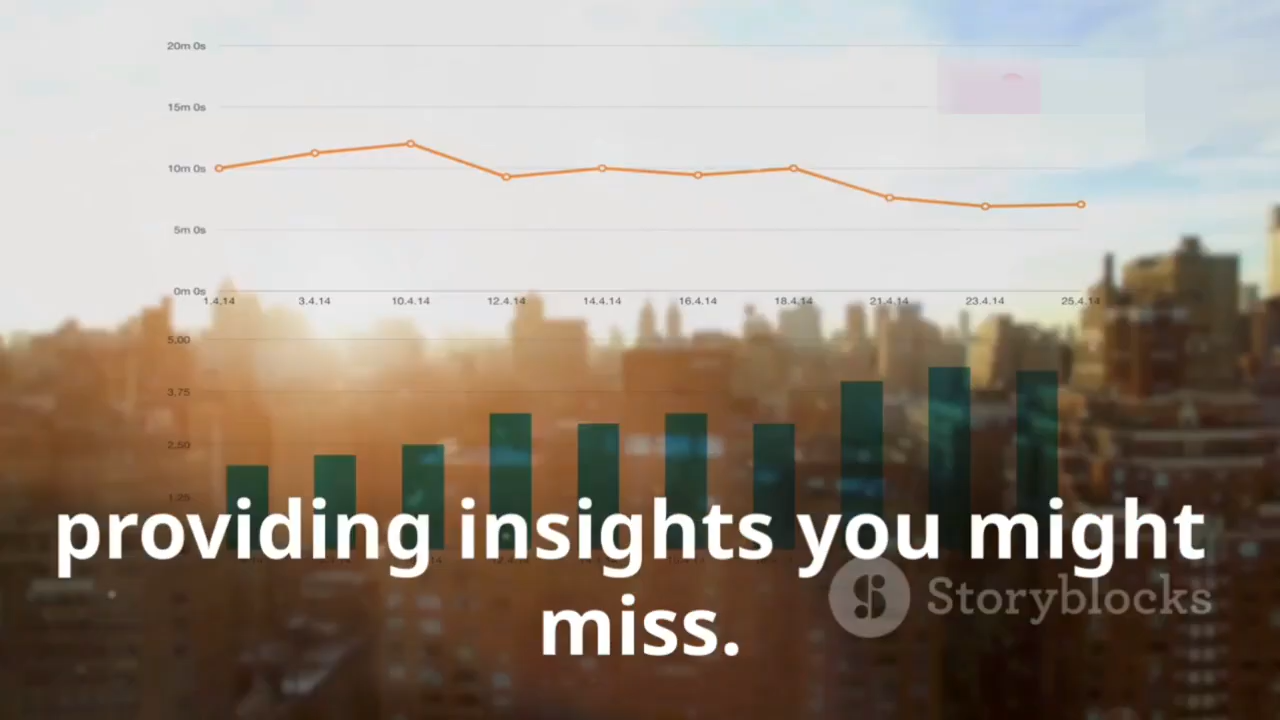 20m 0s
15m 0s
10m 0s
5m 0s
0m 0s
1.4.14 3.4.14 10.4.14 12.4.14 14.4.14 16.4.14 18.4.14 21.4.14 23.4.14 25.4.14
5.00
3.75
2.50
1.25
providing insights you might
miss.
Storyblocks